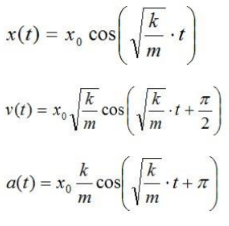 x(t) = x₀ cos(√(k/m) · t)
v(t) = x₀ √(k/m) cos(√(k/m) · t + π/2)
a(t) = x₀ k/m cos(√(k/m) · t + π)